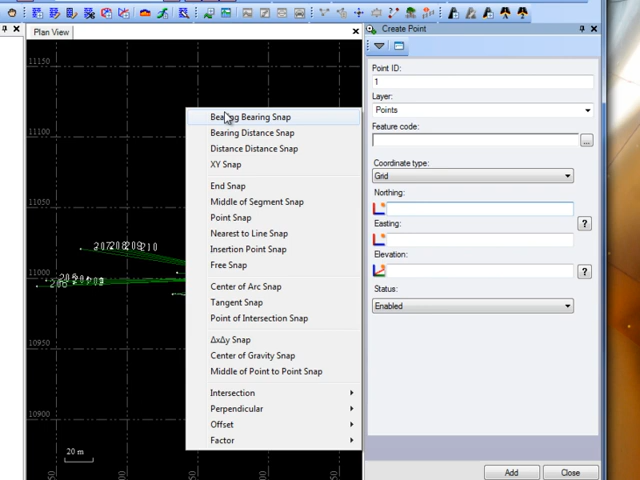 Plan View
Create Point
11150
11100
11050
11000
10950
10900
207 208 209 210
20 m
Bearing Bearing Snap
Bearing Distance Snap
Distance Distance Snap
XY Snap
End Snap
Middle of Segment Snap
Point Snap
Nearest to Line Snap
Insertion Point Snap
Free Snap
Center of Arc Snap
Tangent Snap
Point of Intersection Snap
ΔxΔy Snap
Center of Gravity Snap
Middle of Point to Point Snap
Intersection
Perpendicular
Offset
Factor
Point ID:
1
Layer:
Points
Feature code:
...
Coordinate type:
Grid
Northing:
Easting:
?
Elevation:
?
Status:
Enabled
Add
Close